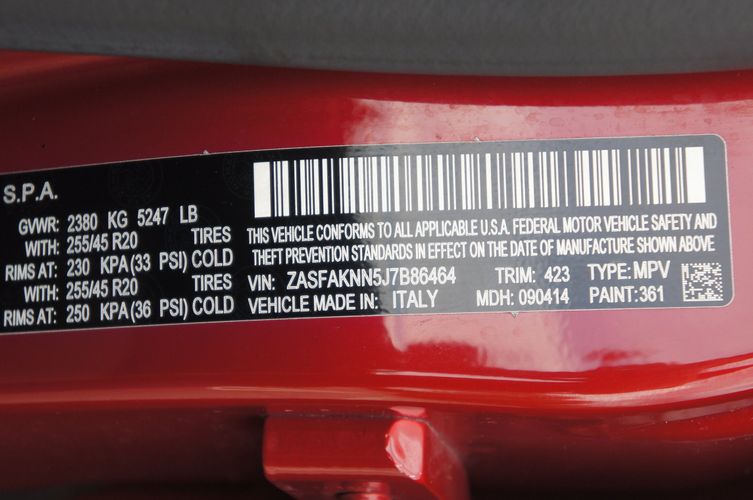 S.P.A.
GVWR: 2380 KG 5247 LB
WITH: 255/45 R20 TIRES
RIMS AT: 230 KPA (33 PSI) COLD
WITH: 255/45 R20 TIRES
RIMS AT: 250 KPA (36 PSI) COLD
THIS VEHICLE CONFORMS TO ALL APPLICABLE U.S.A. FEDERAL MOTOR VEHICLE SAFETY AND
THEFT PREVENTION STANDARDS IN EFFECT ON THE DATE OF MANUFACTURE SHOWN ABOVE
VIN: ZASFAKNN5J7B86464 TRIM: 423 TYPE: MPV
VEHICLE MADE IN: ITALY MDH: 090414 PAINT:361